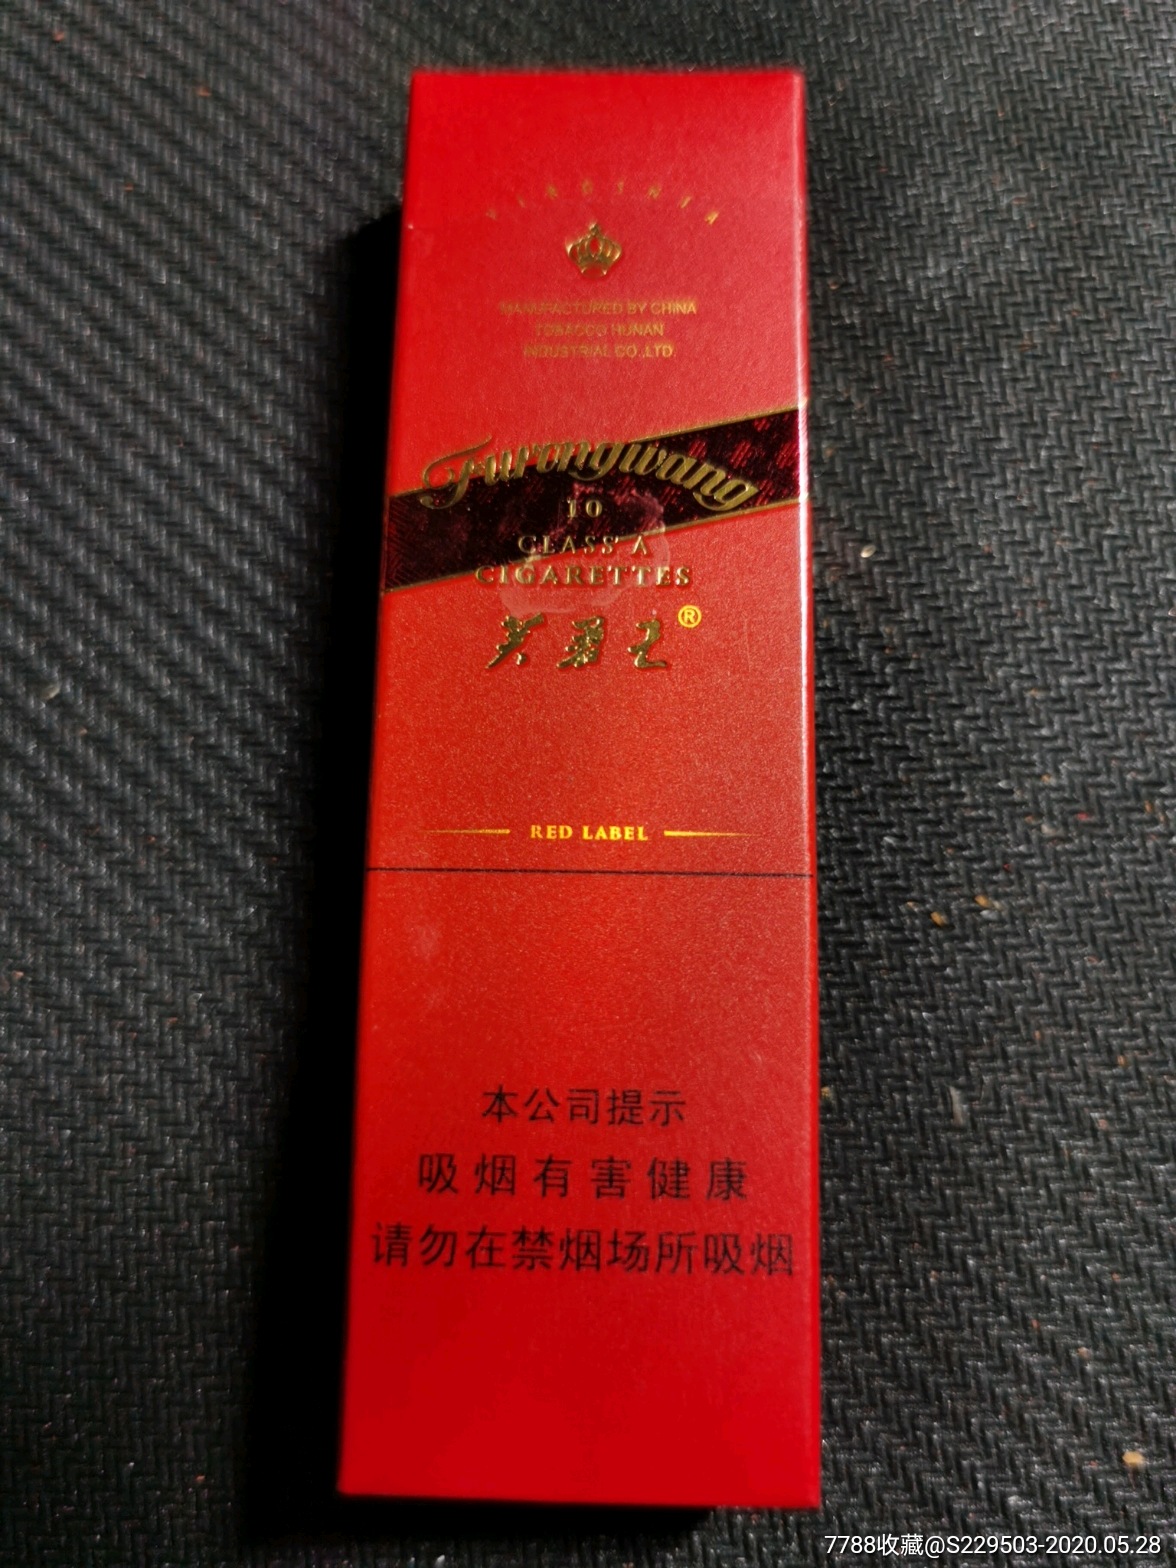 MANUFACTORED BY CHINA
TOBACCO HUNAN
INDUSTRIAL CO.,LTD
Furongwang
10
CLASS A
CIGARETTES
芙蓉王®
RED LABEL
本公司提示
吸烟有害健康
请勿在禁烟场所吸烟
7788收藏@S229503-2020.05.28